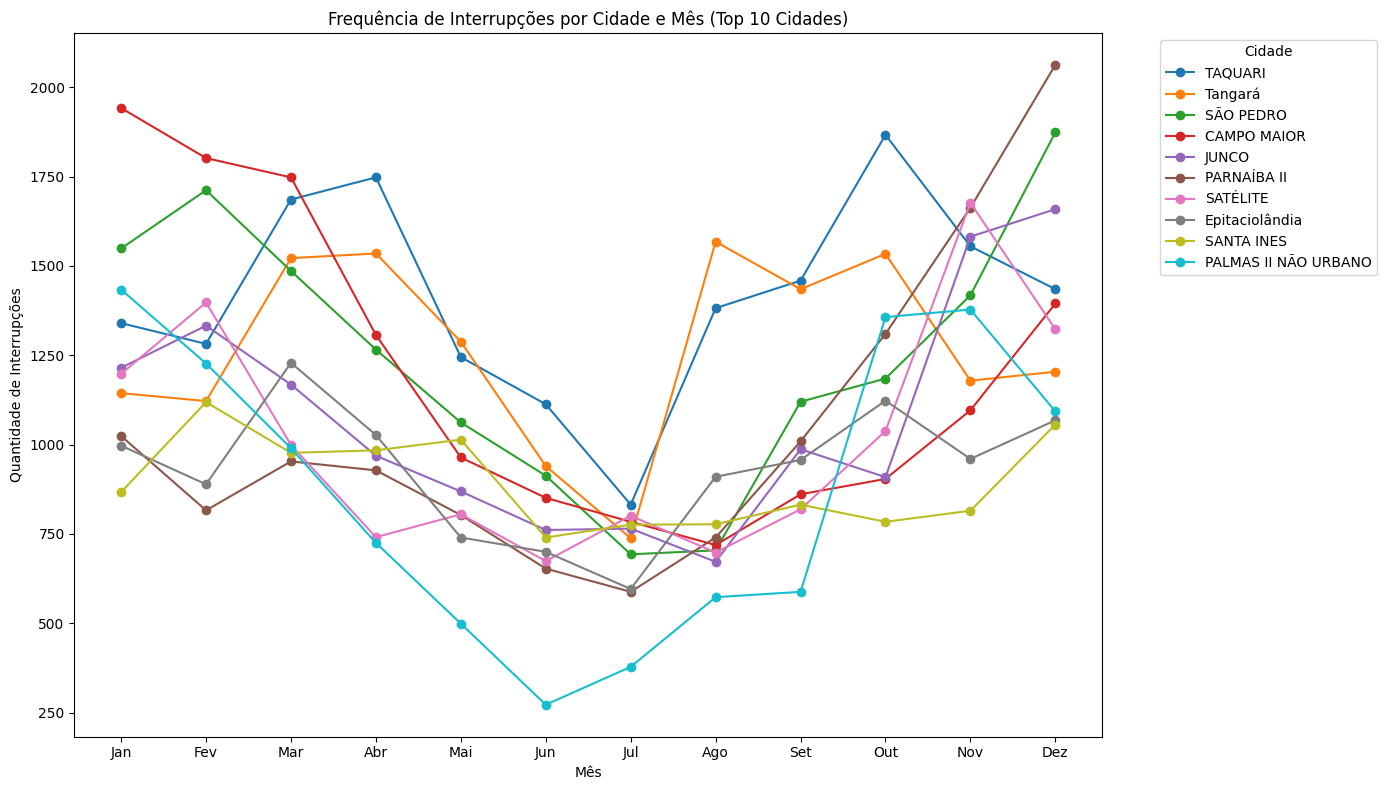 Frequência de Interrupções por Cidade e Mês (Top 10 Cidades)
Quantidade de Interrupções
2000
1750
1500
1250
1000
750
500
250
Jan Fev Mar Abr Mai Jun Jul Ago Set Out Nov Dez
Mês
Cidade
TAQUARI
Tangará
SÃO PEDRO
CAMPO MAIOR
JUNCO
PARNAÍBA II
SATÉLITE
Epitaciolândia
SANTA INES
PALMAS II NÃO URBANO